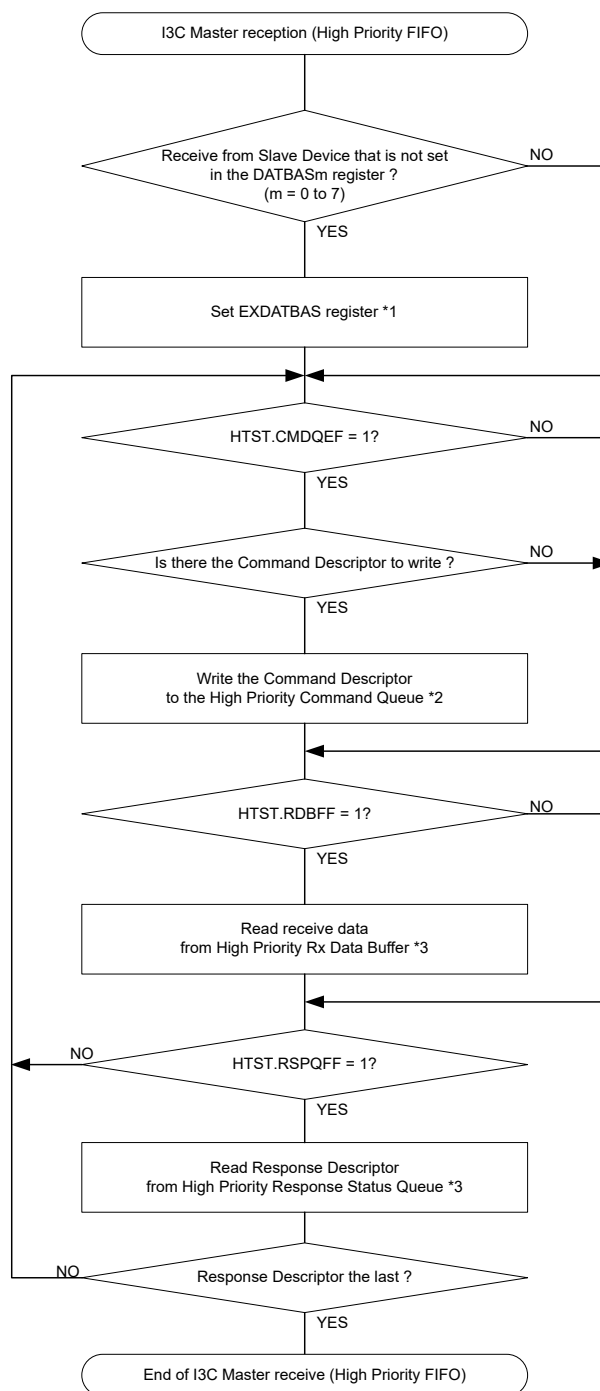 I3C Master reception (High Priority FIFO)
Receive from Slave Device that is not set
in the DATBASm register ?
(m = 0 to 7)
NO
YES
Set EXDATBAS register *1
HTST.CMDQEF = 1?
NO
YES
Is there the Command Descriptor to write ?
NO
YES
Write the Command Descriptor
to the High Priority Command Queue *2
HTST.RDBFF = 1?
NO
YES
Read receive data
from High Priority Rx Data Buffer *3
NO
HTST.RSPQFF = 1?
YES
Read Response Descriptor
from High Priority Response Status Queue *3
NO
Response Descriptor the last ?
YES
End of I3C Master receive (High Priority FIFO)